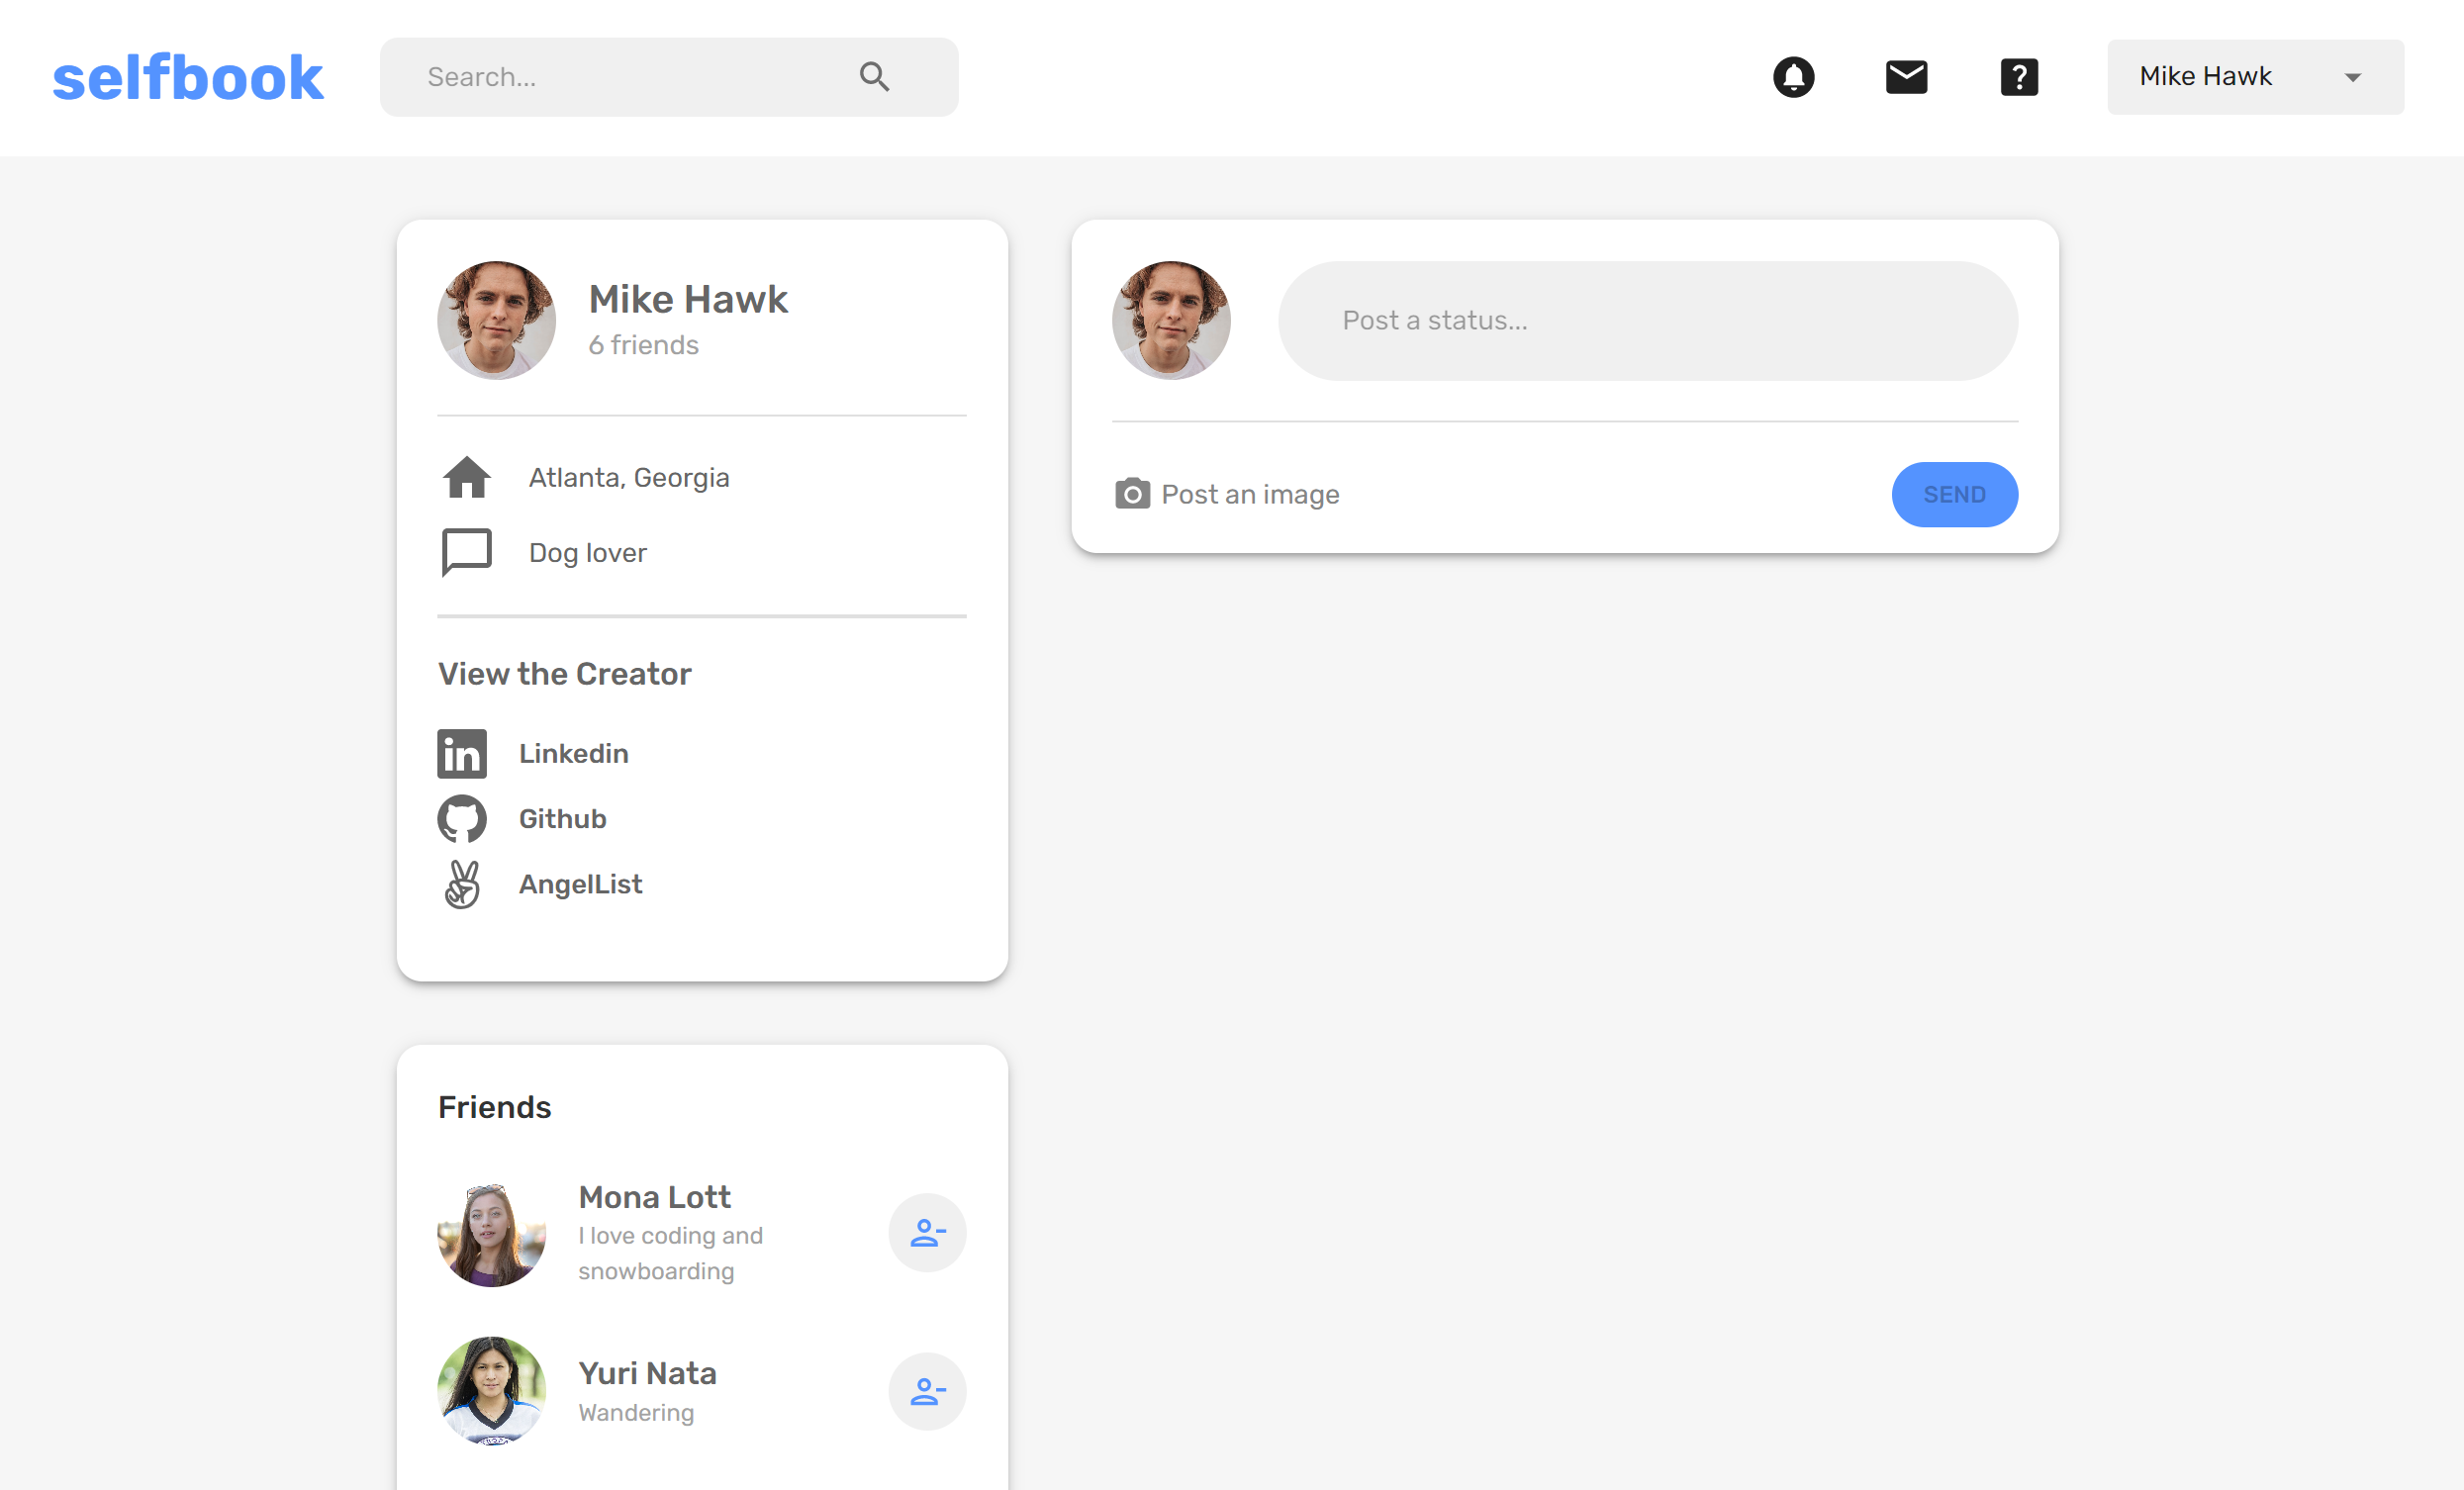 selfbook
Search...
Mike Hawk
Mike Hawk
6 friends
Atlanta, Georgia
Dog lover
View the Creator
in
Linkedin
Github
AngelList
Post a status...
Post an image
SEND
Friends
Mona Lott
I love coding and
snowboarding
Yuri Nata
Wandering